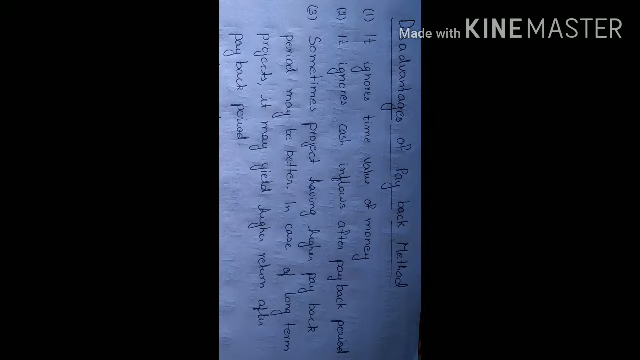 Made with KINEMASTER
Disadvantages of Pay back Method
(1) It ignores time value of money
(2) It ignores cash inflows after payback period
(3) Sometimes project having higher pay back
period may be better. In case of long term
projects, it may yield higher return after
pay back period.